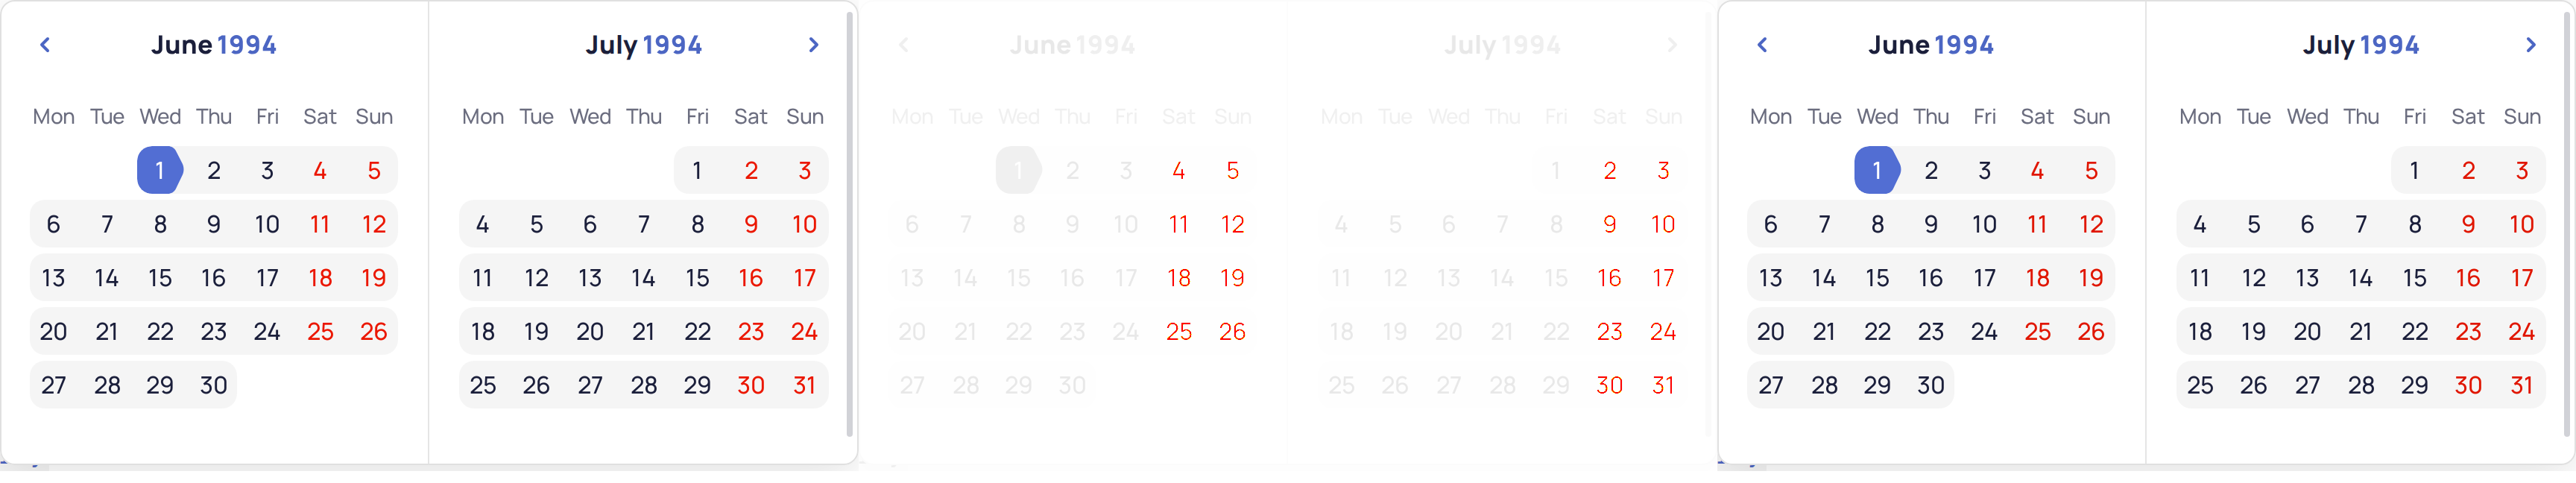 June 1994 July 1994 June 1994 July 1994 June 1994 July 1994
Mon Tue Wed Thu Fri Sat Sun Mon Tue Wed Thu Fri Sat Sun Mon Tue Wed Thu Fri Sat Sun Mon Tue Wed Thu Fri Sat Sun Mon Tue Wed Thu Fri Sat Sun Mon Tue Wed Thu Fri Sat Sun
1 2 3 4 5 1 2 3 1 2 3 4 5 1 2 3 1 2 3 4 5 1 2 3
6 7 8 9 10 11 12 4 5 6 7 8 9 10 6 7 8 9 10 11 12 4 5 6 7 8 9 10 6 7 8 9 10 11 12 4 5 6 7 8 9 10
13 14 15 16 17 18 19 11 12 13 14 15 16 17 13 14 15 16 17 18 19 11 12 13 14 15 16 17 13 14 15 16 17 18 19 11 12 13 14 15 16 17
20 21 22 23 24 25 26 18 19 20 21 22 23 24 20 21 22 23 24 25 26 18 19 20 21 22 23 24 20 21 22 23 24 25 26 18 19 20 21 22 23 24
27 28 29 30 25 26 27 28 29 30 31 27 28 29 30 25 26 27 28 29 30 31 27 28 29 30 25 26 27 28 29 30 31